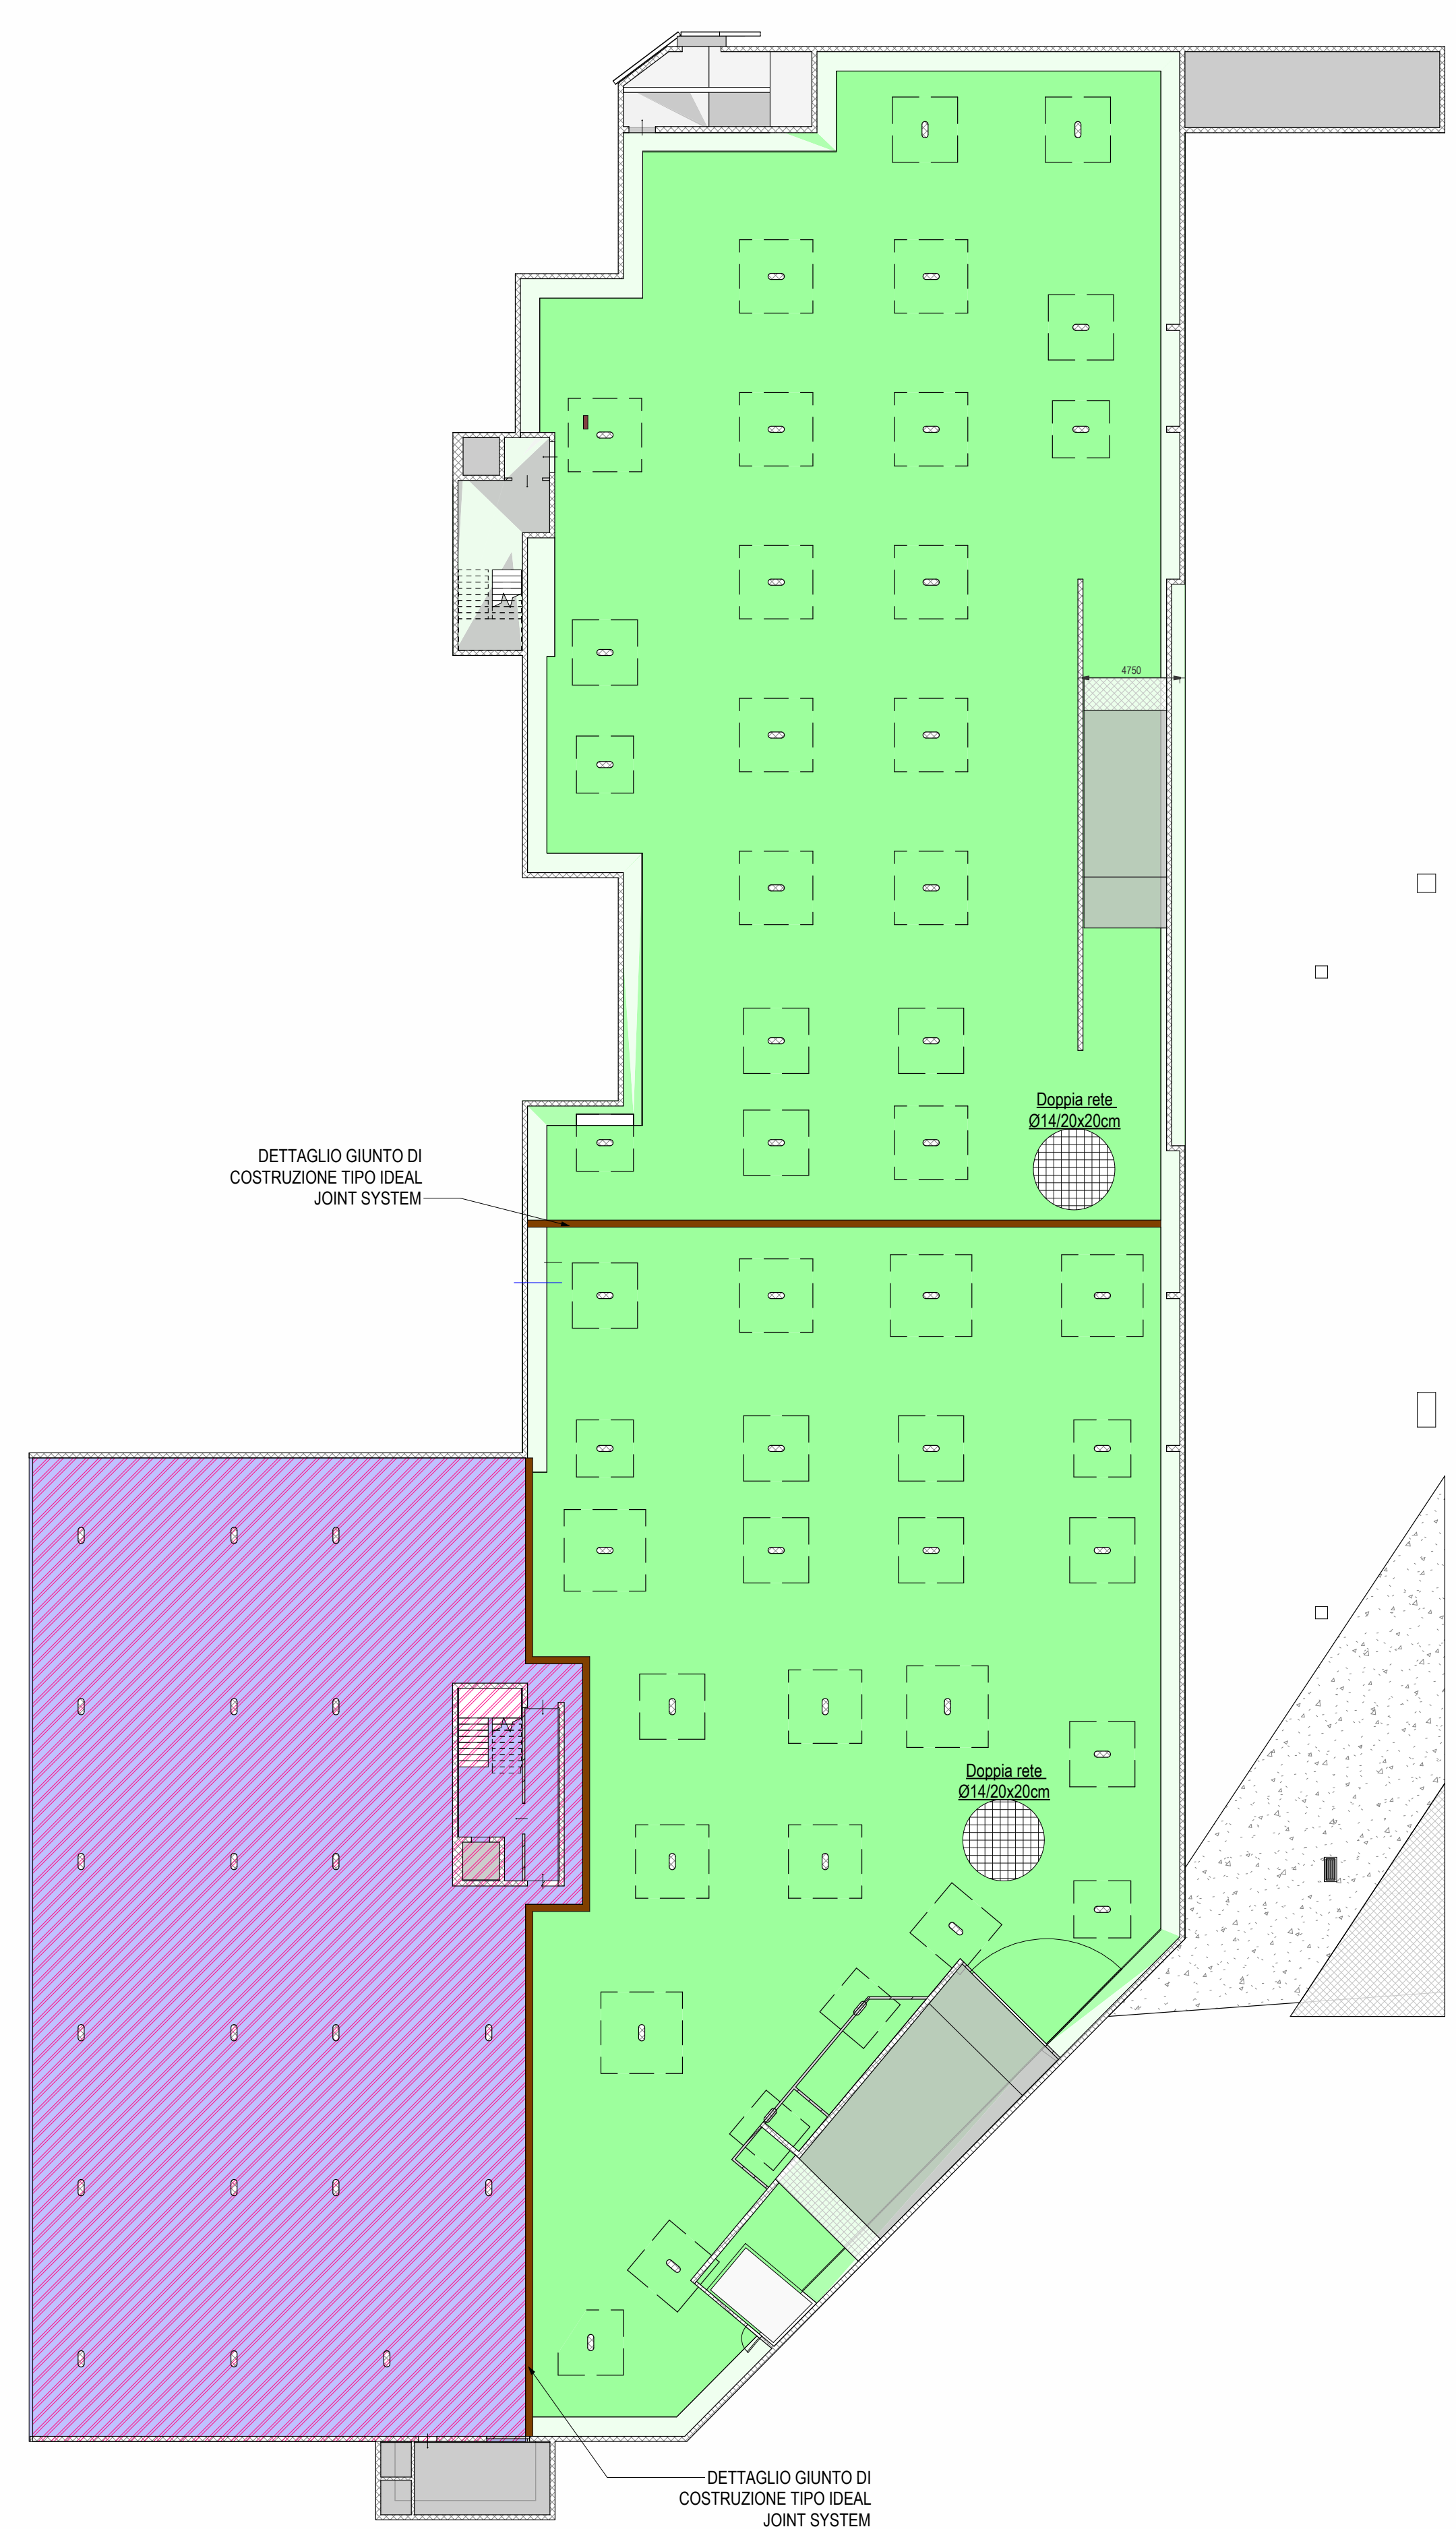 4750
Doppia rete
Ø14/20x20cm
DETTAGLIO GIUNTO DI
COSTRUZIONE TIPO IDEAL
JOINT SYSTEM
Doppia rete
Ø14/20x20cm
DETTAGLIO GIUNTO DI
COSTRUZIONE TIPO IDEAL
JOINT SYSTEM